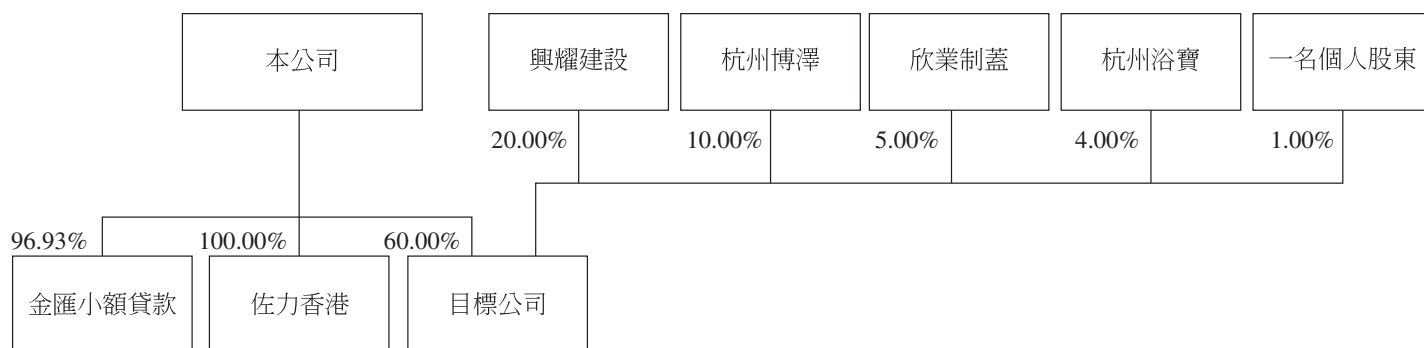 本公司
興耀建設
杭州博澤
欣業制蓋
杭州浴寶
一名個人股東
20.00%
10.00%
5.00%
4.00%
1.00%
96.93%
100.00%
60.00%
金匯小額貸款
佐力香港
目標公司